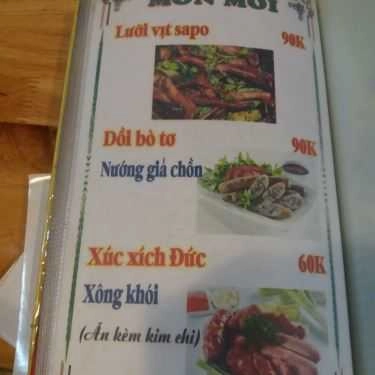 MÓN MỚI
Lưỡi vịt sapo 90K
Dồi bò tơ 90K
Nướng giả chồn
Xúc xích Đức 60K
Xông khói
(Ăn kèm kim chi)